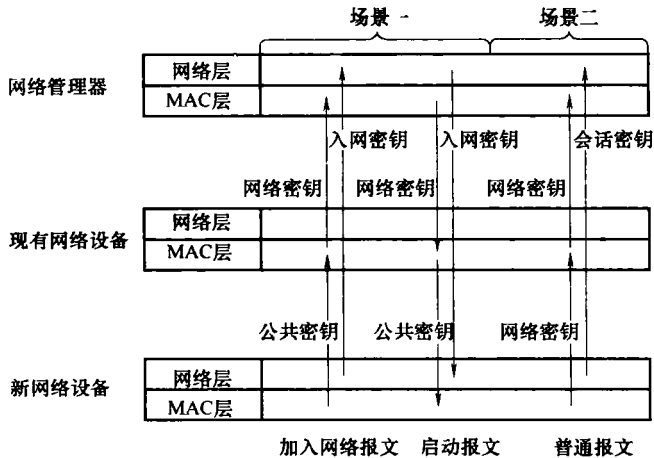 场景一 场景二
网络管理器
网络层
MAC层
入网密钥 入网密钥 会话密钥
网络密钥 网络密钥 网络密钥
现有网络设备
网络层
MAC层
公共密钥 公共密钥 网络密钥
新网络设备
网络层
MAC层
加入网络报文 启动报文 普通报文